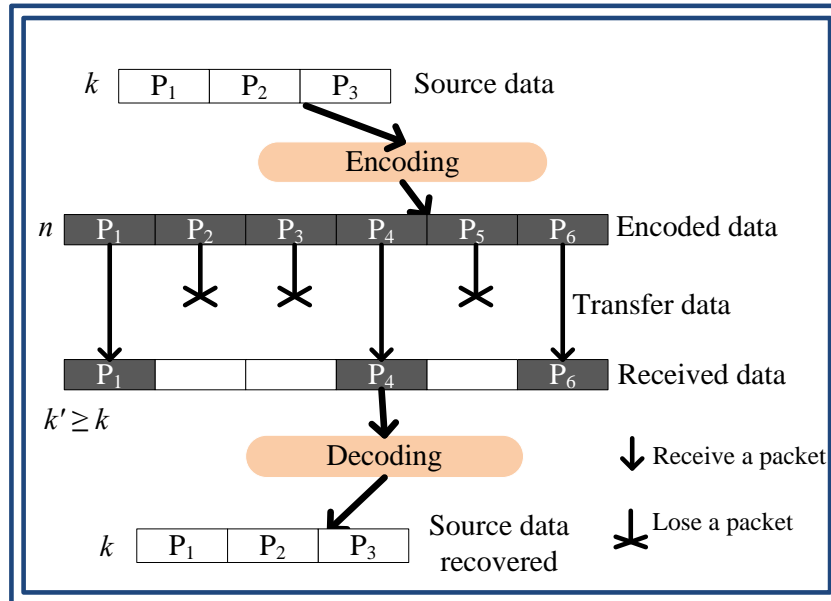 k P₁ P₂ P₃ Source data
Encoding
n P₁ P₂ P₃ P₄ P₅ P₆ Encoded data
Transfer data
P₁ P₄ P₆ Received data
k′ ≥ k
Decoding
Receive a packet
Lose a packet
k P₁ P₂ P₃ Source data
recovered